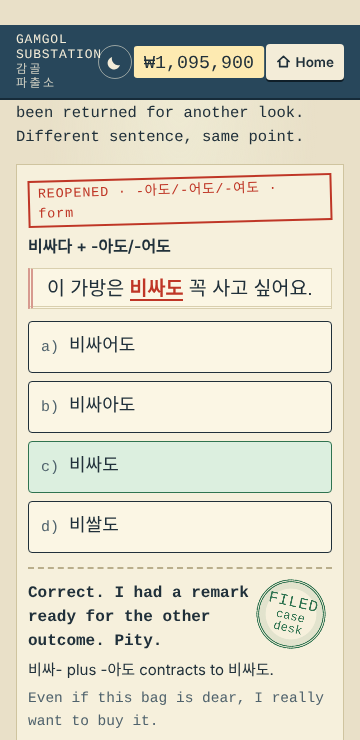 GAMGOL
SUBSTATION
감골
파출소
₩1,095,900
Home
been returned for another look.
Different sentence, same point.
REOPENED · -아도/-어도/-여도 ·
form
비싸다 + -아도/-어도
이 가방은 비싸도 꼭 사고 싶어요.
a) 비싸어도
b) 비싸아도
c) 비싸도
d) 비쌀도
Correct. I had a remark
ready for the other
outcome. Pity.
FILED
case
desk
비싸- plus -아도 contracts to 비싸도.
Even if this bag is dear, I really
want to buy it.